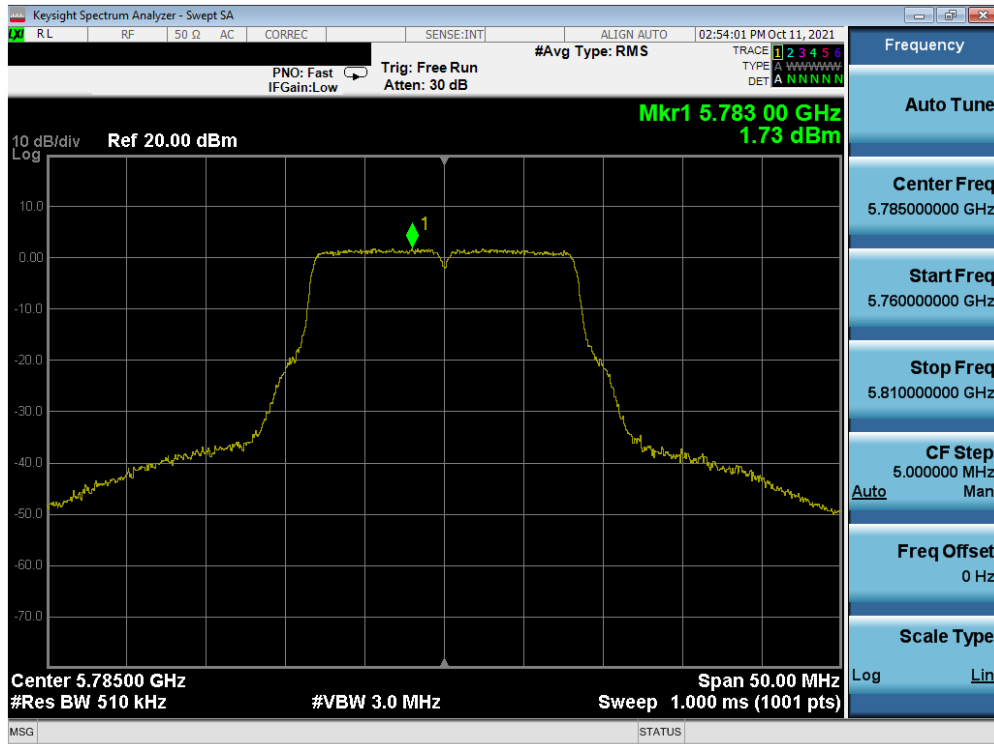 Keysight Spectrum Analyzer - Swept SA
LXI RL RF 50 Ω AC CORREC SENSE:INT ALIGN AUTO 02:54:01 PM Oct 11, 2021
PNO: Fast
IFGain:Low
Trig: Free Run
Atten: 30 dB
#Avg Type: RMS
TRACE 1 2 3 4 5 6
TYPE A WWWWW
DET A N N N N N
Mkr1 5.783 00 GHz
1.73 dBm
10 dB/div Ref 20.00 dBm
Log
10.0
0.00
-10.0
-20.0
-30.0
-40.0
-50.0
-60.0
-70.0
1
Center 5.78500 GHz Span 50.00 MHz
#Res BW 510 kHz #VBW 3.0 MHz Sweep 1.000 ms (1001 pts)
MSG STATUS
Frequency
Auto Tune
Center Freq
5.785000000 GHz
Start Freq
5.760000000 GHz
Stop Freq
5.810000000 GHz
CF Step
5.000000 MHz
Auto Man
Freq Offset
0 Hz
Scale Type
Log Lin